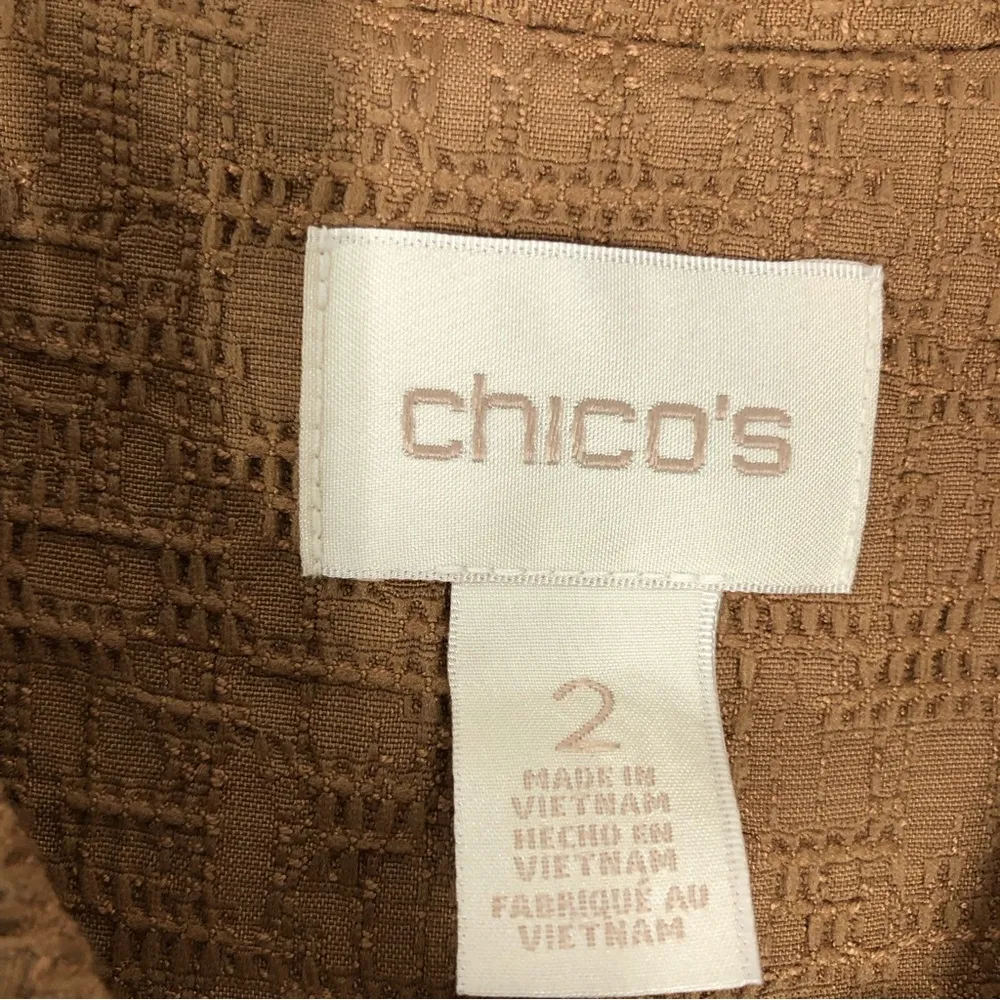 chico's
2
MADE IN
VIETNAM
HECHO EN
VIETNAM
FABRIQUÉ AU
VIETNAM